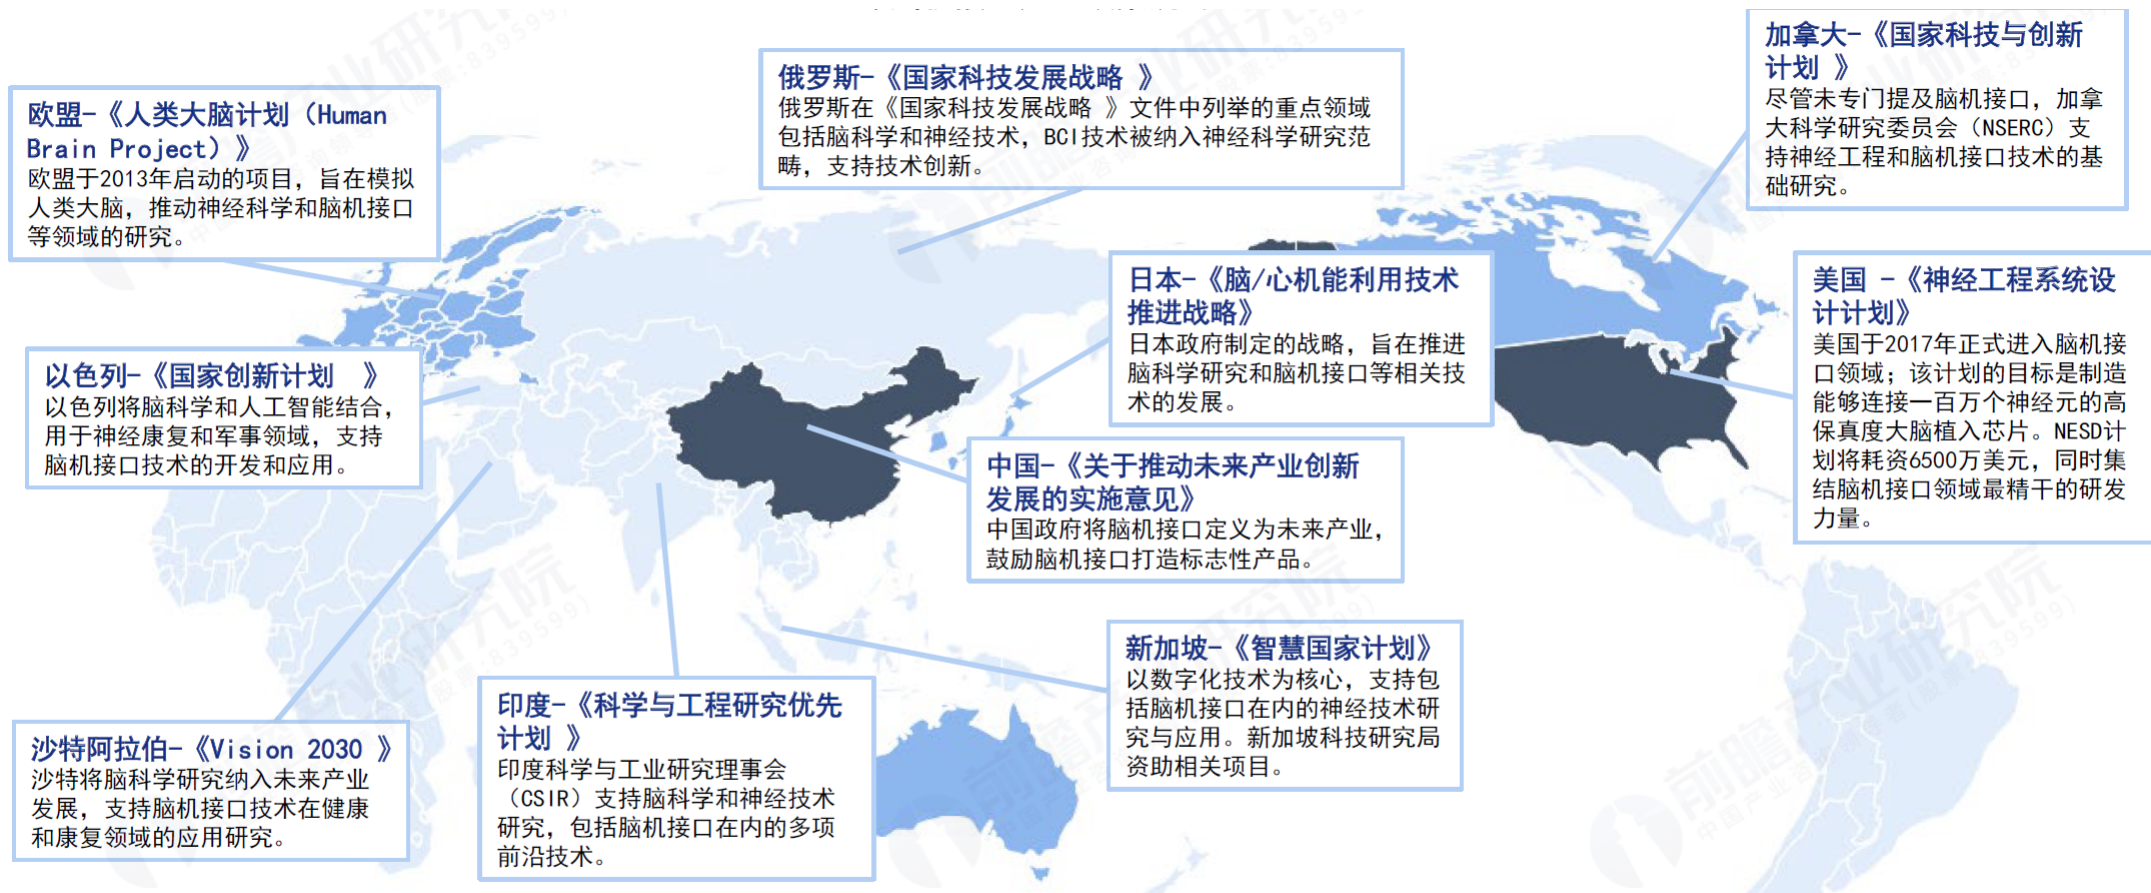 欧盟-《人类大脑计划（Human
Brain Project）》
欧盟于2013年启动的项目，旨在模拟
人类大脑，推动神经科学和脑机接口
等领域的研究。
俄罗斯-《国家科技发展战略 》
俄罗斯在《国家科技发展战略 》文件中列举的重点领域
包括脑科学和神经技术，BCI技术被纳入神经科学研究范
畴，支持技术创新。
加拿大-《国家科技与创新
计划 》
尽管未专门提及脑机接口，加拿
大科学研究委员会（NSERC）支
持神经工程和脑机接口技术的基
础研究。
以色列-《国家创新计划 》
以色列将脑科学和人工智能结合，
用于神经康复和军事领域，支持
脑机接口技术的开发和应用。
日本-《脑/心机能利用技术
推进战略》
日本政府制定的战略，旨在推进
脑科学研究和脑机接口等相关技
术的发展。
美国 -《神经工程系统设
计计划》
美国于2017年正式进入脑机接
口领域；该计划的目标是制造
能够连接一百万个神经元的高
保真度大脑植入芯片。NESD计
划将耗资6500万美元，同时集
结脑机接口领域最精干的研发
力量。
中国-《关于推动未来产业创新
发展的实施意见》
中国政府将脑机接口定义为未来产业，
鼓励脑机接口打造标志性产品。
沙特阿拉伯-《Vision 2030 》
沙特将脑科学研究纳入未来产业
发展，支持脑机接口技术在健康
和康复领域的应用研究。
印度-《科学与工程研究优先
计划 》
印度科学与工业研究理事会
（CSIR）支持脑科学和神经技术
研究，包括脑机接口在内的多项
前沿技术。
新加坡-《智慧国家计划》
以数字化技术为核心，支持包
括脑机接口在内的神经技术研
究与应用。新加坡科技研究局
资助相关项目。
前瞻产业研究院